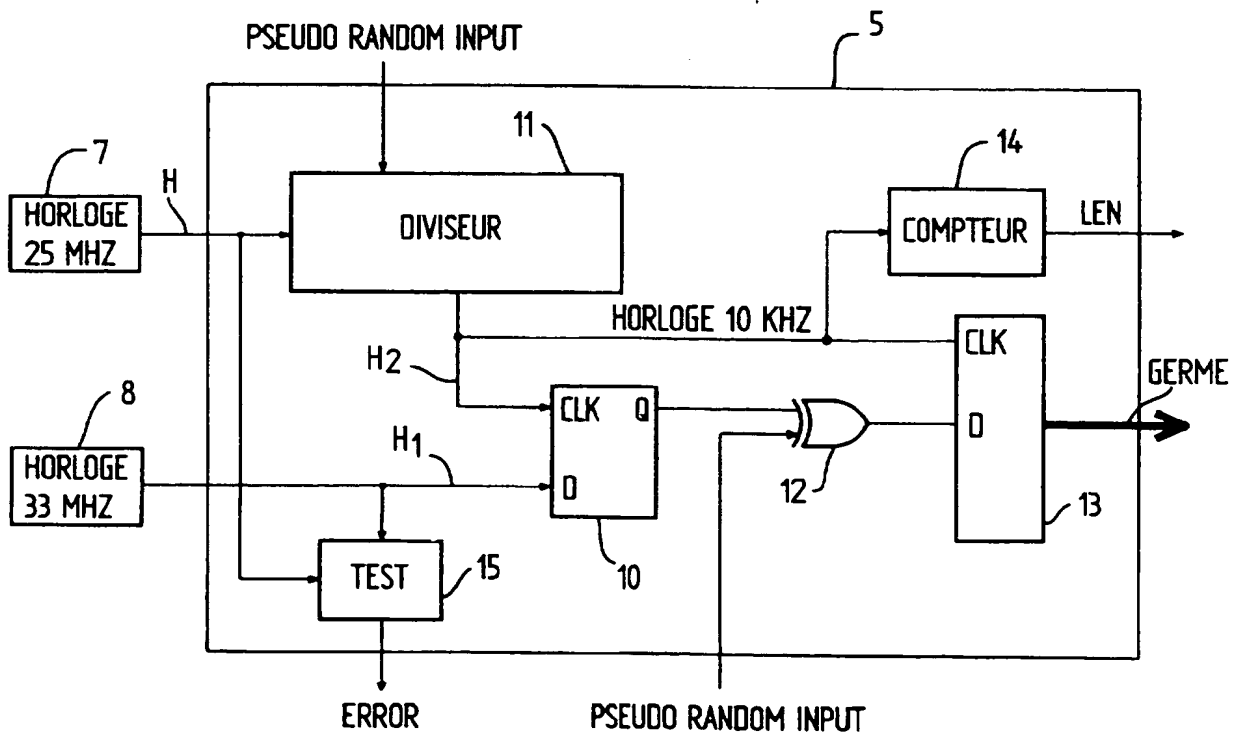 PSEUDO RANDOM INPUT
5
11
7
14
H
HORLOGE
25 MHZ
DIVISEUR
COMPTEUR
LEN
HORLOGE 10 KHZ
CLK
H2
GERME
8
CLK Q
HORLOGE
33 MHZ
H1
D
D
12
13
TEST
15
10
ERROR
PSEUDO RANDOM INPUT